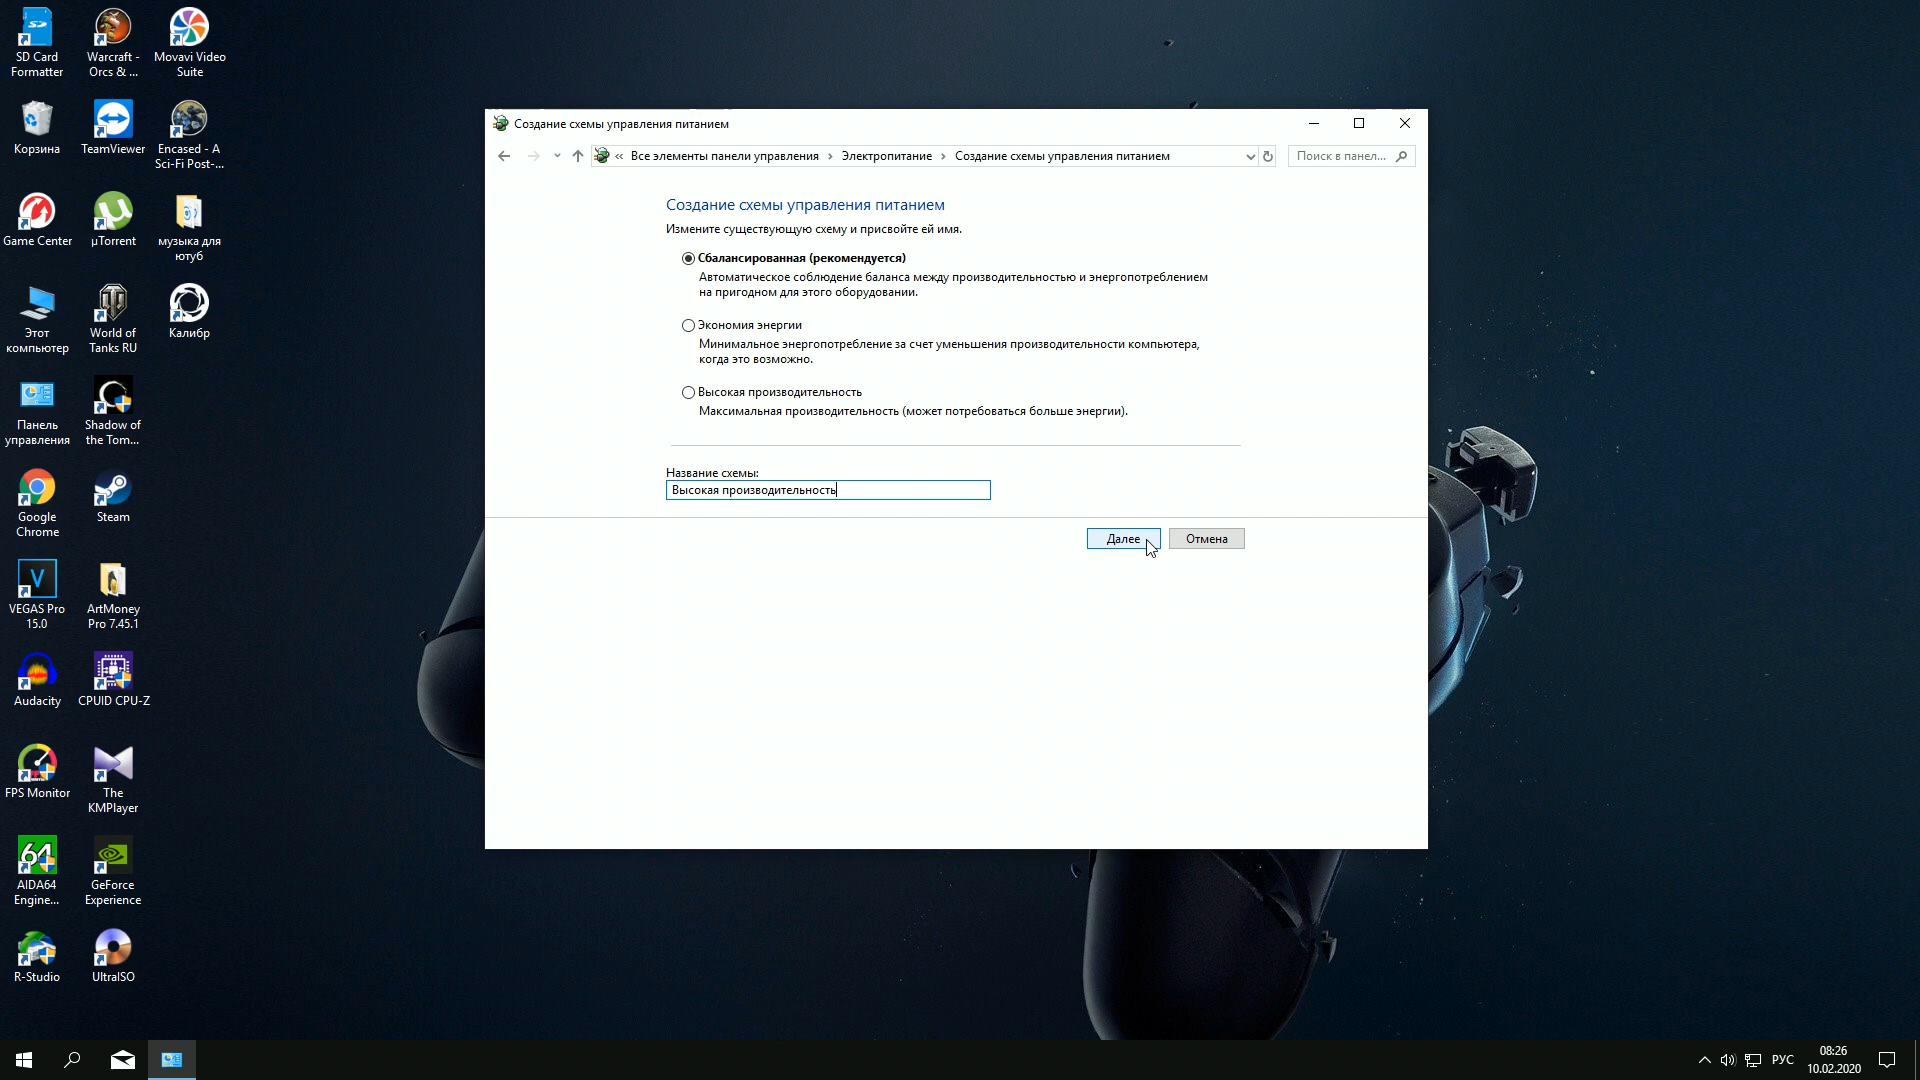 SD Card
Formatter
Warcraft -
Orcs & ...
Movavi Video
Suite
Корзина
TeamViewer
Encased - A
Sci-Fi Post-...
Game Center
µTorrent
музыка для
ютуб
Этот
компьютер
World of
Tanks RU
Калибр
Панель
управления
Shadow of
the Tom...
Google
Chrome
Steam
VEGAS Pro
15.0
ArtMoney
Pro 7.45.1
Audacity
CPUID CPU-Z
FPS Monitor
The
KMPlayer
64
AIDA64
Engine...
GeForce
Experience
R-Studio
UltraISO
Создание схемы управления питанием
« Все элементы панели управления › Электропитание › Создание схемы управления питанием
Поиск в панел...
Создание схемы управления питанием
Измените существующую схему и присвойте ей имя.
Сбалансированная (рекомендуется)
Автоматическое соблюдение баланса между производительностью и энергопотреблением
на пригодном для этого оборудовании.
Экономия энергии
Минимальное энергопотребление за счет уменьшения производительности компьютера,
когда это возможно.
Высокая производительность
Максимальная производительность (может потребоваться больше энергии).
Название схемы:
Высокая производительность
Далее
Отмена
РУС
08:26
10.02.2020